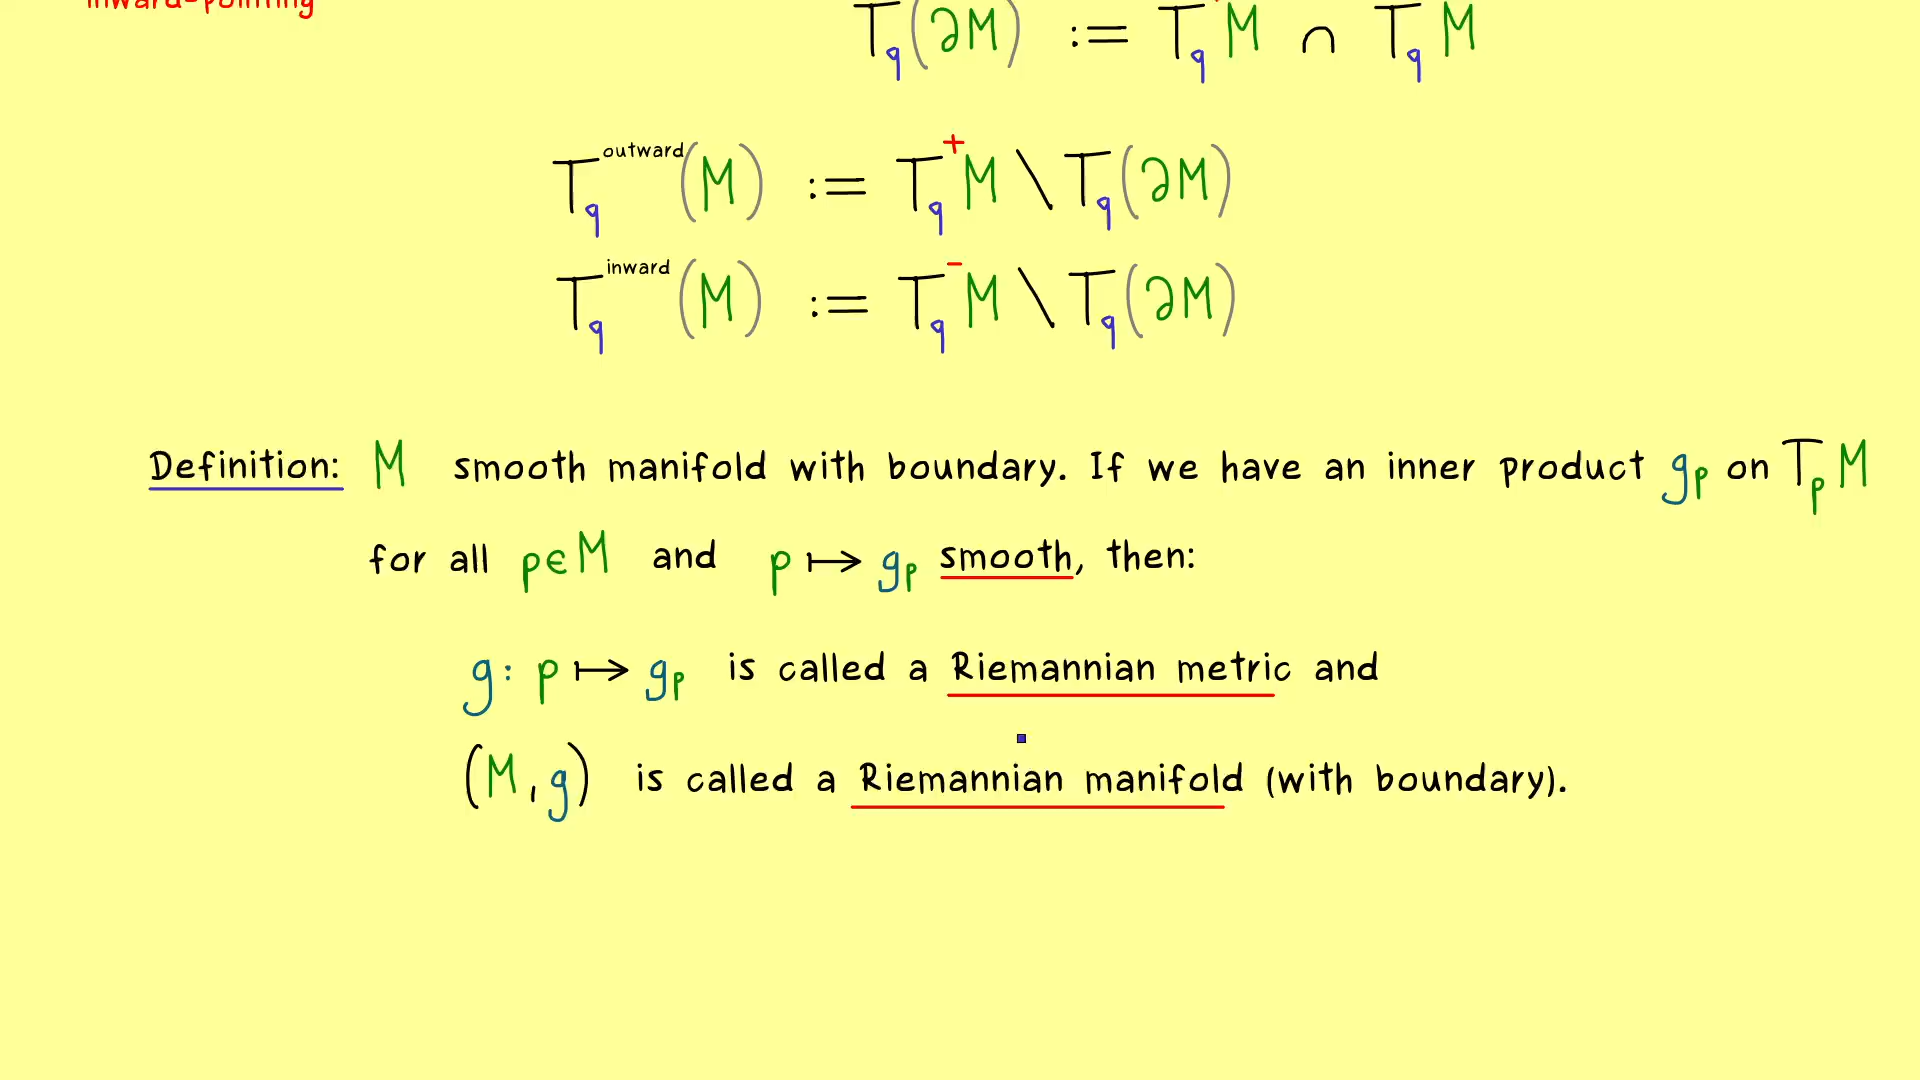 inward-pointing
T_q(∂M) := T_q^+ M ∩ T_q M
T_q^outward(M) := T_q^+ M \ T_q(∂M)
T_q^inward(M) := T_q^- M \ T_q(∂M)
Definition: M smooth manifold with boundary. If we have an inner product g_p on T_p M
for all p∈M and p ↦ g_p smooth, then:
g: p ↦ g_p is called a Riemannian metric and
(M, g) is called a Riemannian manifold (with boundary).